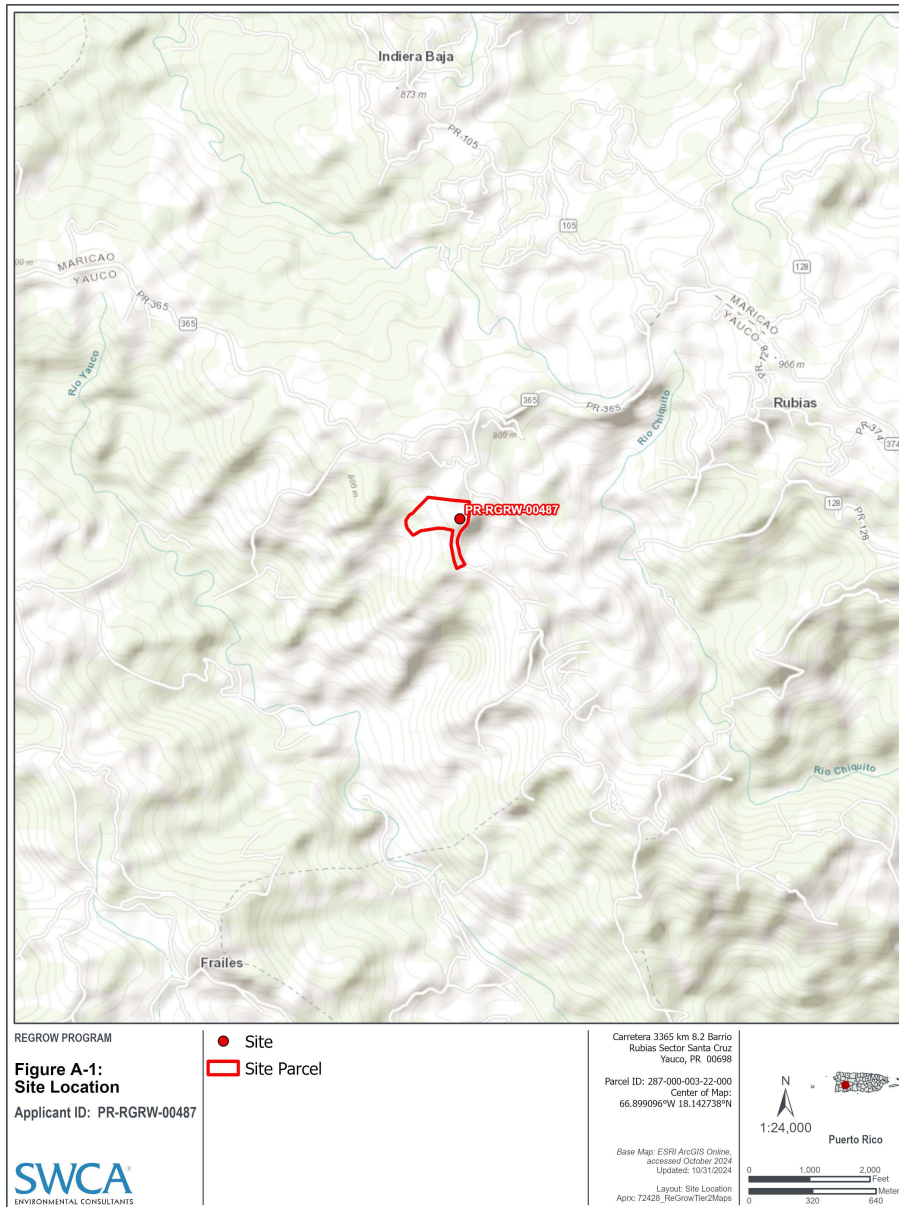 Indiera Baja
873 m
PR-105
105
128
MARICAO
YAUCO
00 m
PR-365
365
MARICAO
YAUCO
PR-128
966 m
Río Yauco
365
PR-365
Rubias
Río Chiquito
800 m
PR-374
374
800 m
128
PR-128
PR-RGRW-00487
Río Chiquito
Frailes
REGROW PROGRAM
Figure A-1:
Site Location
Applicant ID: PR-RGRW-00487
SWCA
ENVIRONMENTAL CONSULTANTS
Site
Site Parcel
Carretera 3365 km 8.2 Barrio
Rubias Sector Santa Cruz
Yauco, PR 00698
Parcel ID: 287-000-003-22-000
Center of Map:
66.899096°W 18.142738°N
Base Map: ESRI ArcGIS Online,
accessed October 2024
Updated: 10/31/2024
Layout: Site Location
Aprx: 72428_ReGrowTier2Maps
N
1:24,000
Puerto Rico
0 1,000 2,000
Feet
Meter
0 320 640